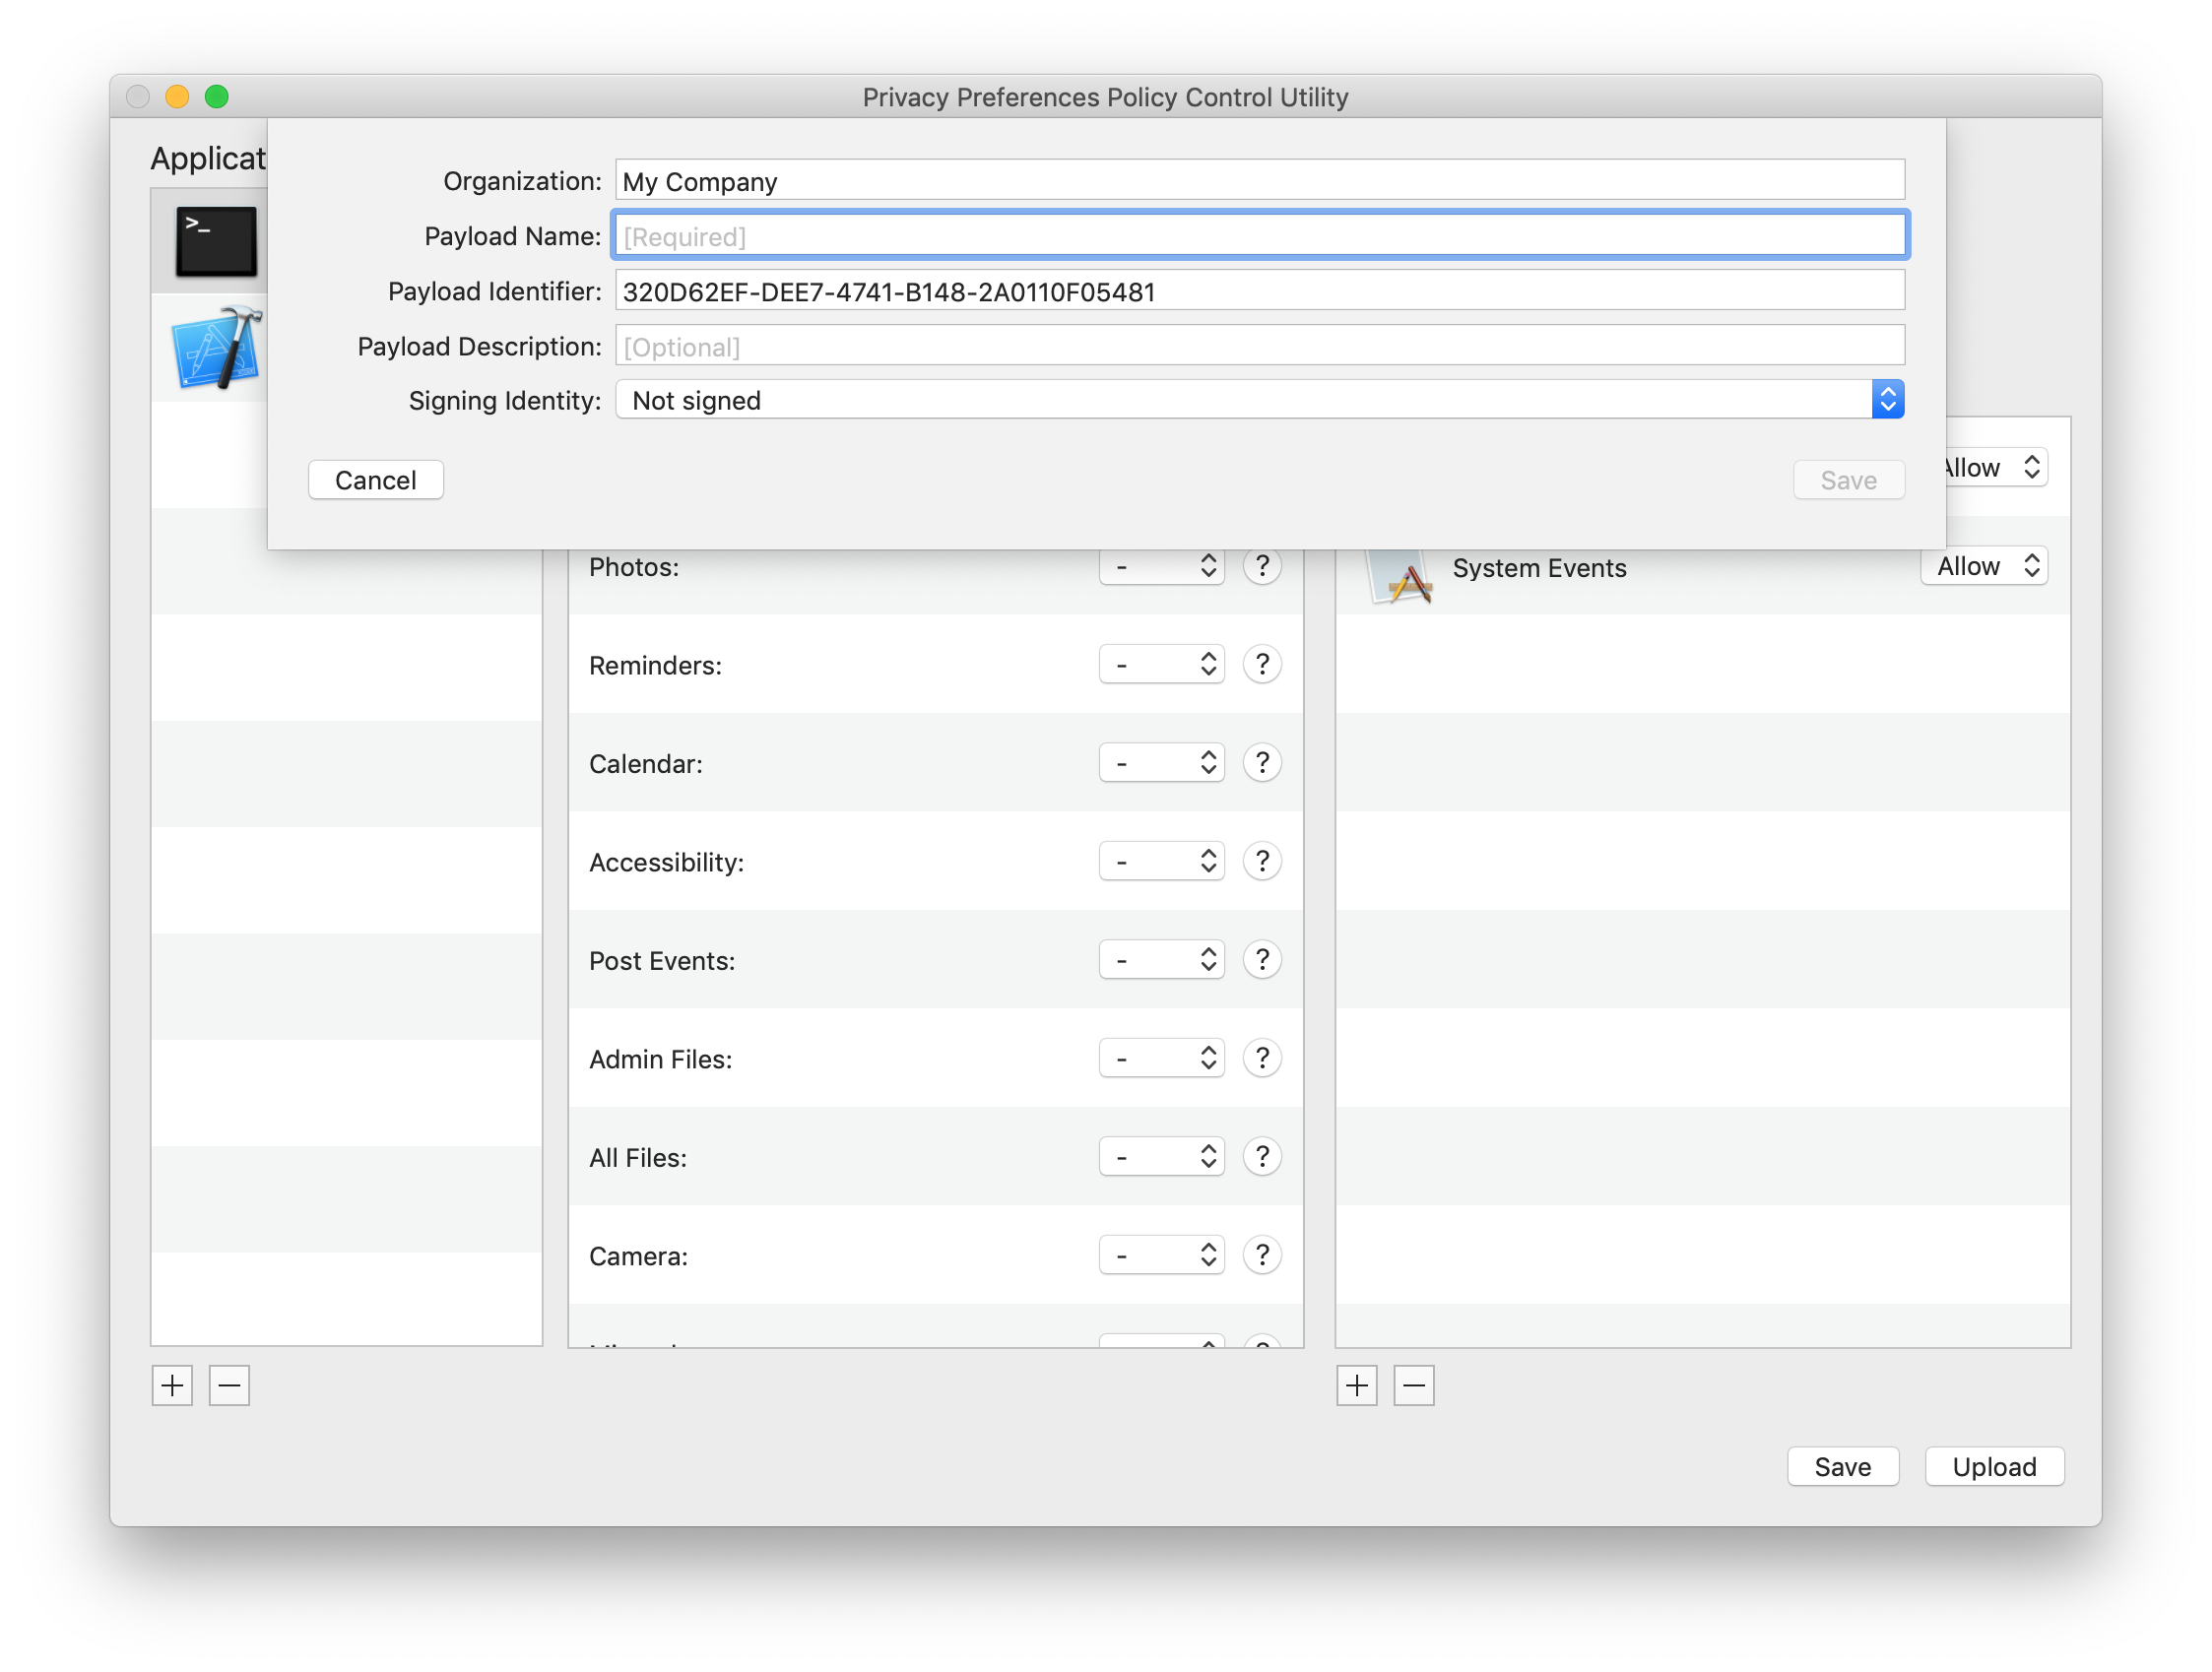 Privacy Preferences Policy Control Utility
Applicat
Organization: My Company
Payload Name: [Required]
Payload Identifier: 320D62EF-DEE7-4741-B148-2A0110F05481
Payload Description: [Optional]
Signing Identity: Not signed
Cancel Save
Allow
Photos: - ? System Events Allow
Reminders: - ?
Calendar: - ?
Accessibility: - ?
Post Events: - ?
Admin Files: - ?
All Files: - ?
Camera: - ?
Save Upload